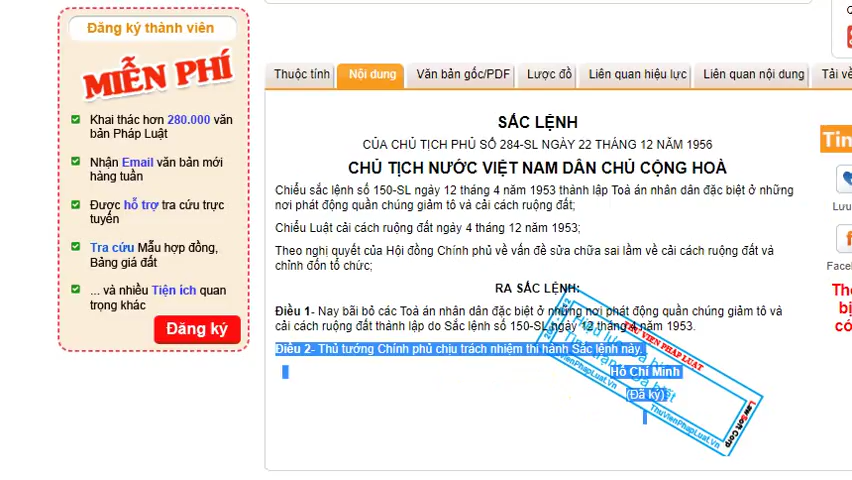 Đăng ký thành viên
MIỄN PHÍ
Khai thác hơn 280.000 văn
bản Pháp Luật
Nhận Email văn bản mới
hàng tuần
Được hỗ trợ tra cứu trực
tuyến
Tra cứu Mẫu hợp đồng,
Bảng giá đất
... và nhiều Tiện ích quan
trọng khác
Đăng ký
Thuộc tính
Nội dung
Văn bản gốc/PDF
Lược đồ
Liên quan hiệu lực
Liên quan nội dung
Tải về
SẮC LỆNH
CỦA CHỦ TỊCH PHỦ SỐ 284-SL NGÀY 22 THÁNG 12 NĂM 1956
CHỦ TỊCH NƯỚC VIỆT NAM DÂN CHỦ CỘNG HOÀ
Chiểu sắc lệnh số 150-SL ngày 12 tháng 4 năm 1953 thành lập Toà án nhân dân đặc biệt ở những
nơi phát động quần chúng giảm tô và cải cách ruộng đất;
Chiểu Luật cải cách ruộng đất ngày 4 tháng 12 năm 1953;
Theo nghị quyết của Hội đồng Chính phủ về vấn đề sửa chữa sai lầm về cải cách ruộng đất và
chỉnh đốn tổ chức;
RA SẮC LỆNH:
Điều 1- Nay bãi bỏ các Toà án nhân dân đặc biệt ở những nơi phát động quần chúng giảm tô và
cải cách ruộng đất thành lập do Sắc lệnh số 150-SL ngày 12 tháng 4 năm 1953.
Điều 2- Thủ tướng Chính phủ chịu trách nhiệm thi hành Sắc lệnh này.
Hồ Chí Minh
(Đã ký)
THƯ VIỆN PHÁP LUẬT
ThuVienPhapLuat.Vn
LawSoft Corp
Tìm
Lưu
Face